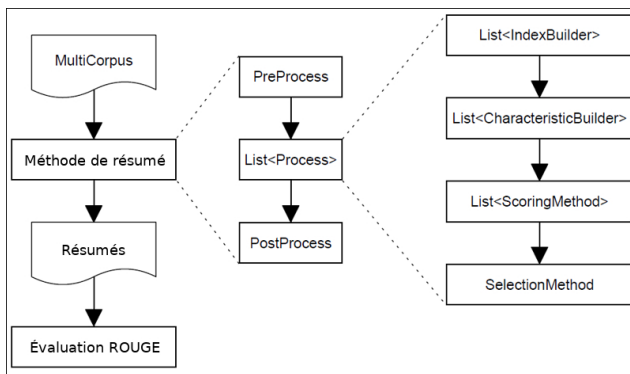 MultiCorpus
Méthode de résumé
Résumés
Évaluation ROUGE
PreProcess
List<Process>
PostProcess
List<IndexBuilder>
List<CharacteristicBuilder>
List<ScoringMethod>
SelectionMethod